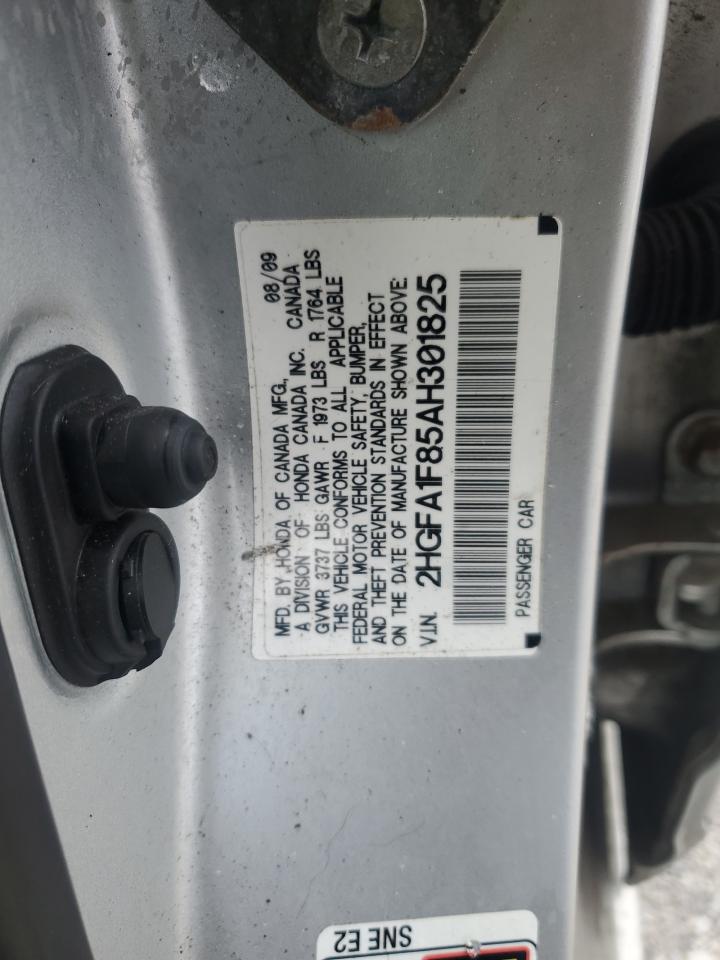 MFD. BY HONDA OF CANADA MFG., 08/09
A DIVISION OF HONDA CANADA INC. CANADA
GVWR 3737 LBS GAWR F 1973 LBS R 1764 LBS
THIS VEHICLE CONFORMS TO ALL APPLICABLE
FEDERAL MOTOR VEHICLE SAFETY, BUMPER,
AND THEFT PREVENTION STANDARDS IN EFFECT
ON THE DATE OF MANUFACTURE SHOWN ABOVE:
V.I.N. 2HGFA1F85AH301825
PASSENGER CAR
SNE E2